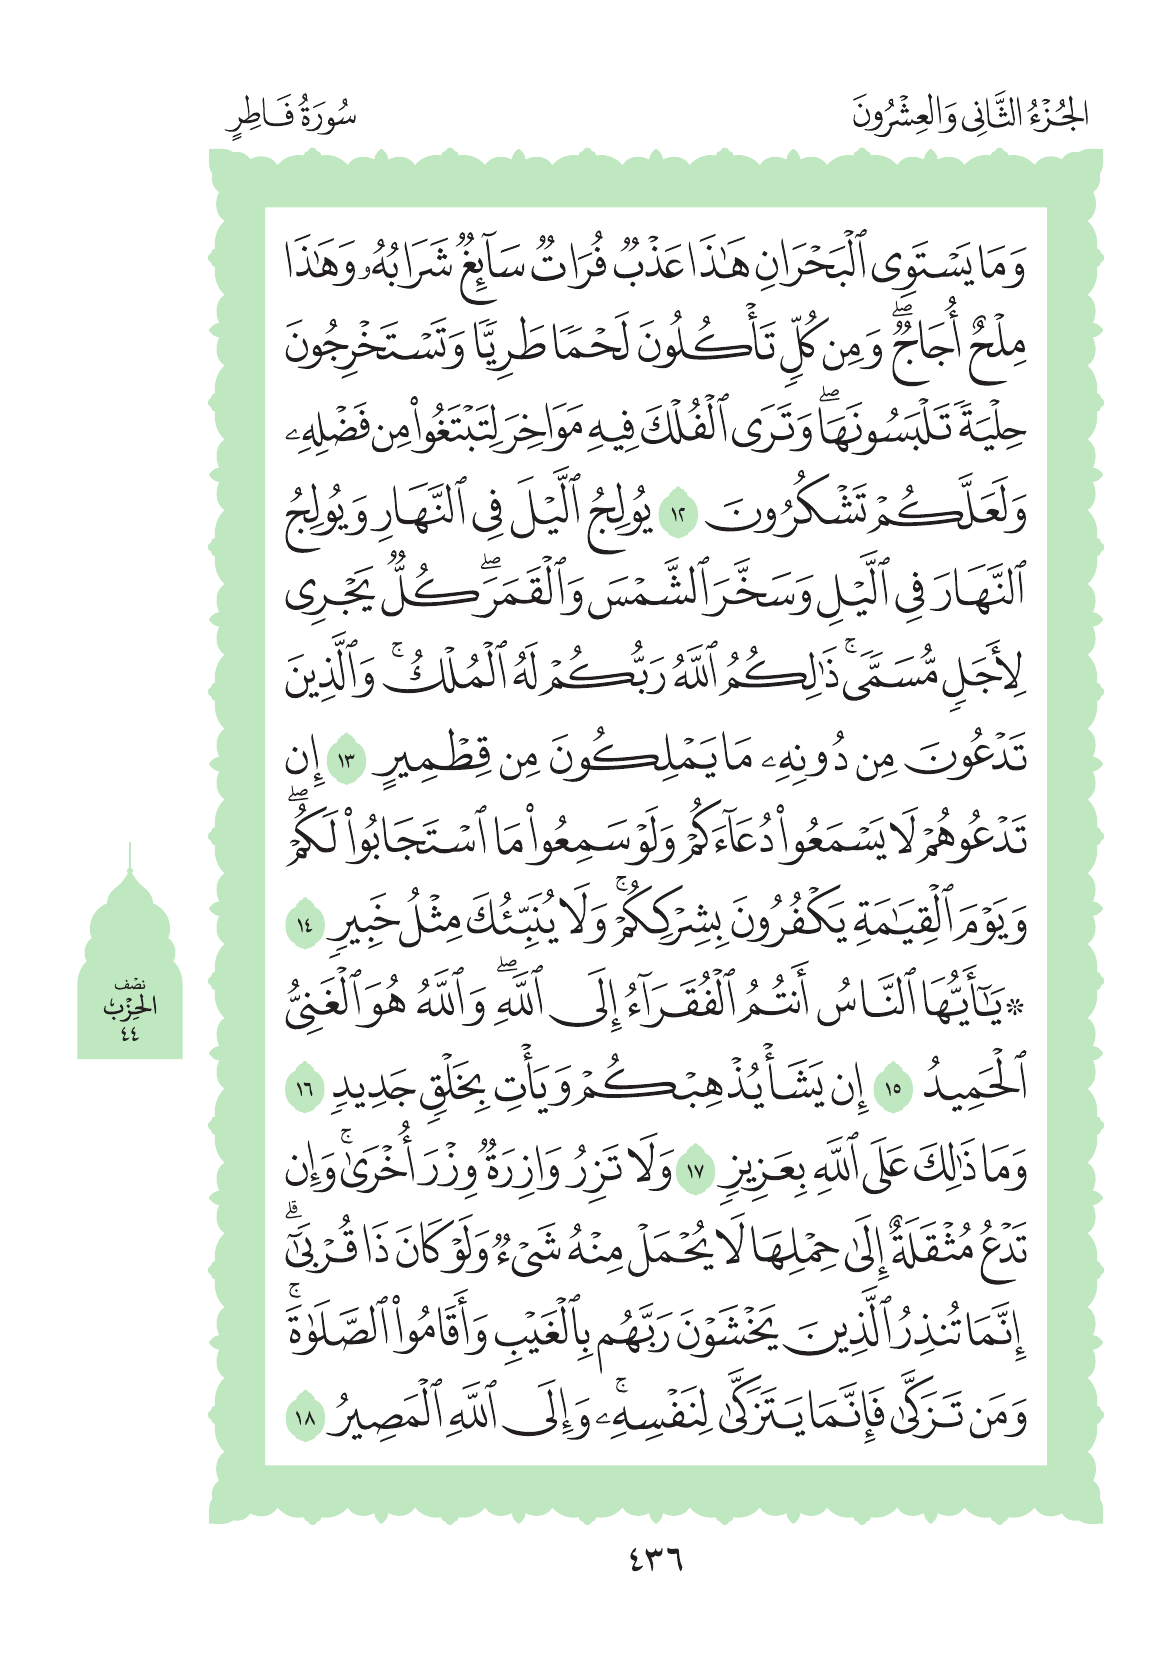 الجُزْءُ الثَّانِي وَالعِشْرُونَ
سُورَةُ فَاطِرٍ
وَمَا يَسْتَوِى ٱلْبَحْرَانِ هَـٰذَا عَذْبٌ فُرَاتٌ سَآئِغٌ شَرَابُهُۥ وَهَـٰذَا
مِلْحٌ أُجَاجٌ ۖ وَمِن كُلٍّ تَأْكُلُونَ لَحْمًا طَرِيًّا وَتَسْتَخْرِجُونَ
حِلْيَةً تَلْبَسُونَهَا ۖ وَتَرَى ٱلْفُلْكَ فِيهِ مَوَاخِرَ لِتَبْتَغُوا۟ مِن فَضْلِهِۦ
وَلَعَلَّكُمْ تَشْكُرُونَ ١٢ يُولِجُ ٱلَّيْلَ فِى ٱلنَّهَارِ وَيُولِجُ
ٱلنَّهَارَ فِى ٱلَّيْلِ وَسَخَّرَ ٱلشَّمْسَ وَٱلْقَمَرَ ۖ كُلٌّ يَجْرِى
لِأَجَلٍ مُّسَمًّى ۚ ذَٰلِكُمُ ٱللَّهُ رَبُّكُمْ لَهُ ٱلْمُلْكُ ۚ وَٱلَّذِينَ
تَدْعُونَ مِن دُونِهِۦ مَا يَمْلِكُونَ مِن قِطْمِيرٍ ١٣ إِن
تَدْعُوهُمْ لَا يَسْمَعُوا۟ دُعَآءَكُمْ وَلَوْ سَمِعُوا۟ مَا ٱسْتَجَابُوا۟ لَكُمْ ۖ
وَيَوْمَ ٱلْقِيَـٰمَةِ يَكْفُرُونَ بِشِرْكِكُمْ ۚ وَلَا يُنَبِّئُكَ مِثْلُ خَبِيرٍ ١٤
۞ يَـٰٓأَيُّهَا ٱلنَّاسُ أَنتُمُ ٱلْفُقَرَآءُ إِلَى ٱللَّهِ ۖ وَٱللَّهُ هُوَ ٱلْغَنِىُّ
ٱلْحَمِيدُ ١٥ إِن يَشَأْ يُذْهِبْكُمْ وَيَأْتِ بِخَلْقٍ جَدِيدٍ ١٦
وَمَا ذَٰلِكَ عَلَى ٱللَّهِ بِعَزِيزٍ ١٧ وَلَا تَزِرُ وَازِرَةٌ وِزْرَ أُخْرَىٰ ۚ وَإِن
تَدْعُ مُثْقَلَةٌ إِلَىٰ حِمْلِهَا لَا يُحْمَلْ مِنْهُ شَىْءٌ وَلَوْ كَانَ ذَا قُرْبَىٰٓ ۗ
إِنَّمَا تُنذِرُ ٱلَّذِينَ يَخْشَوْنَ رَبَّهُم بِٱلْغَيْبِ وَأَقَامُوا۟ ٱلصَّلَوٰةَ ۚ
وَمَن تَزَكَّىٰ فَإِنَّمَا يَتَزَكَّىٰ لِنَفْسِهِۦ ۚ وَإِلَى ٱللَّهِ ٱلْمَصِيرُ ١٨
نصْف
الحِزْب
٤٤
٤٣٦